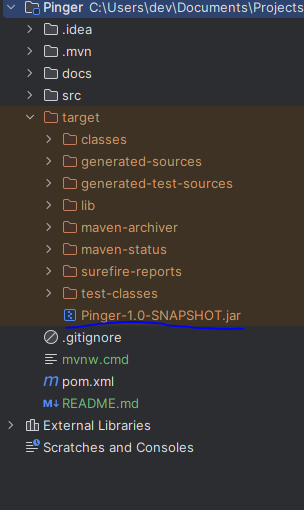 Pinger C:\Users\dev\Documents\Projects
.idea
.mvn
docs
src
target
classes
generated-sources
generated-test-sources
lib
maven-archiver
maven-status
surefire-reports
test-classes
Pinger-1.0-SNAPSHOT.jar
.gitignore
mvnw.cmd
m pom.xml
M↓ README.md
External Libraries
Scratches and Consoles